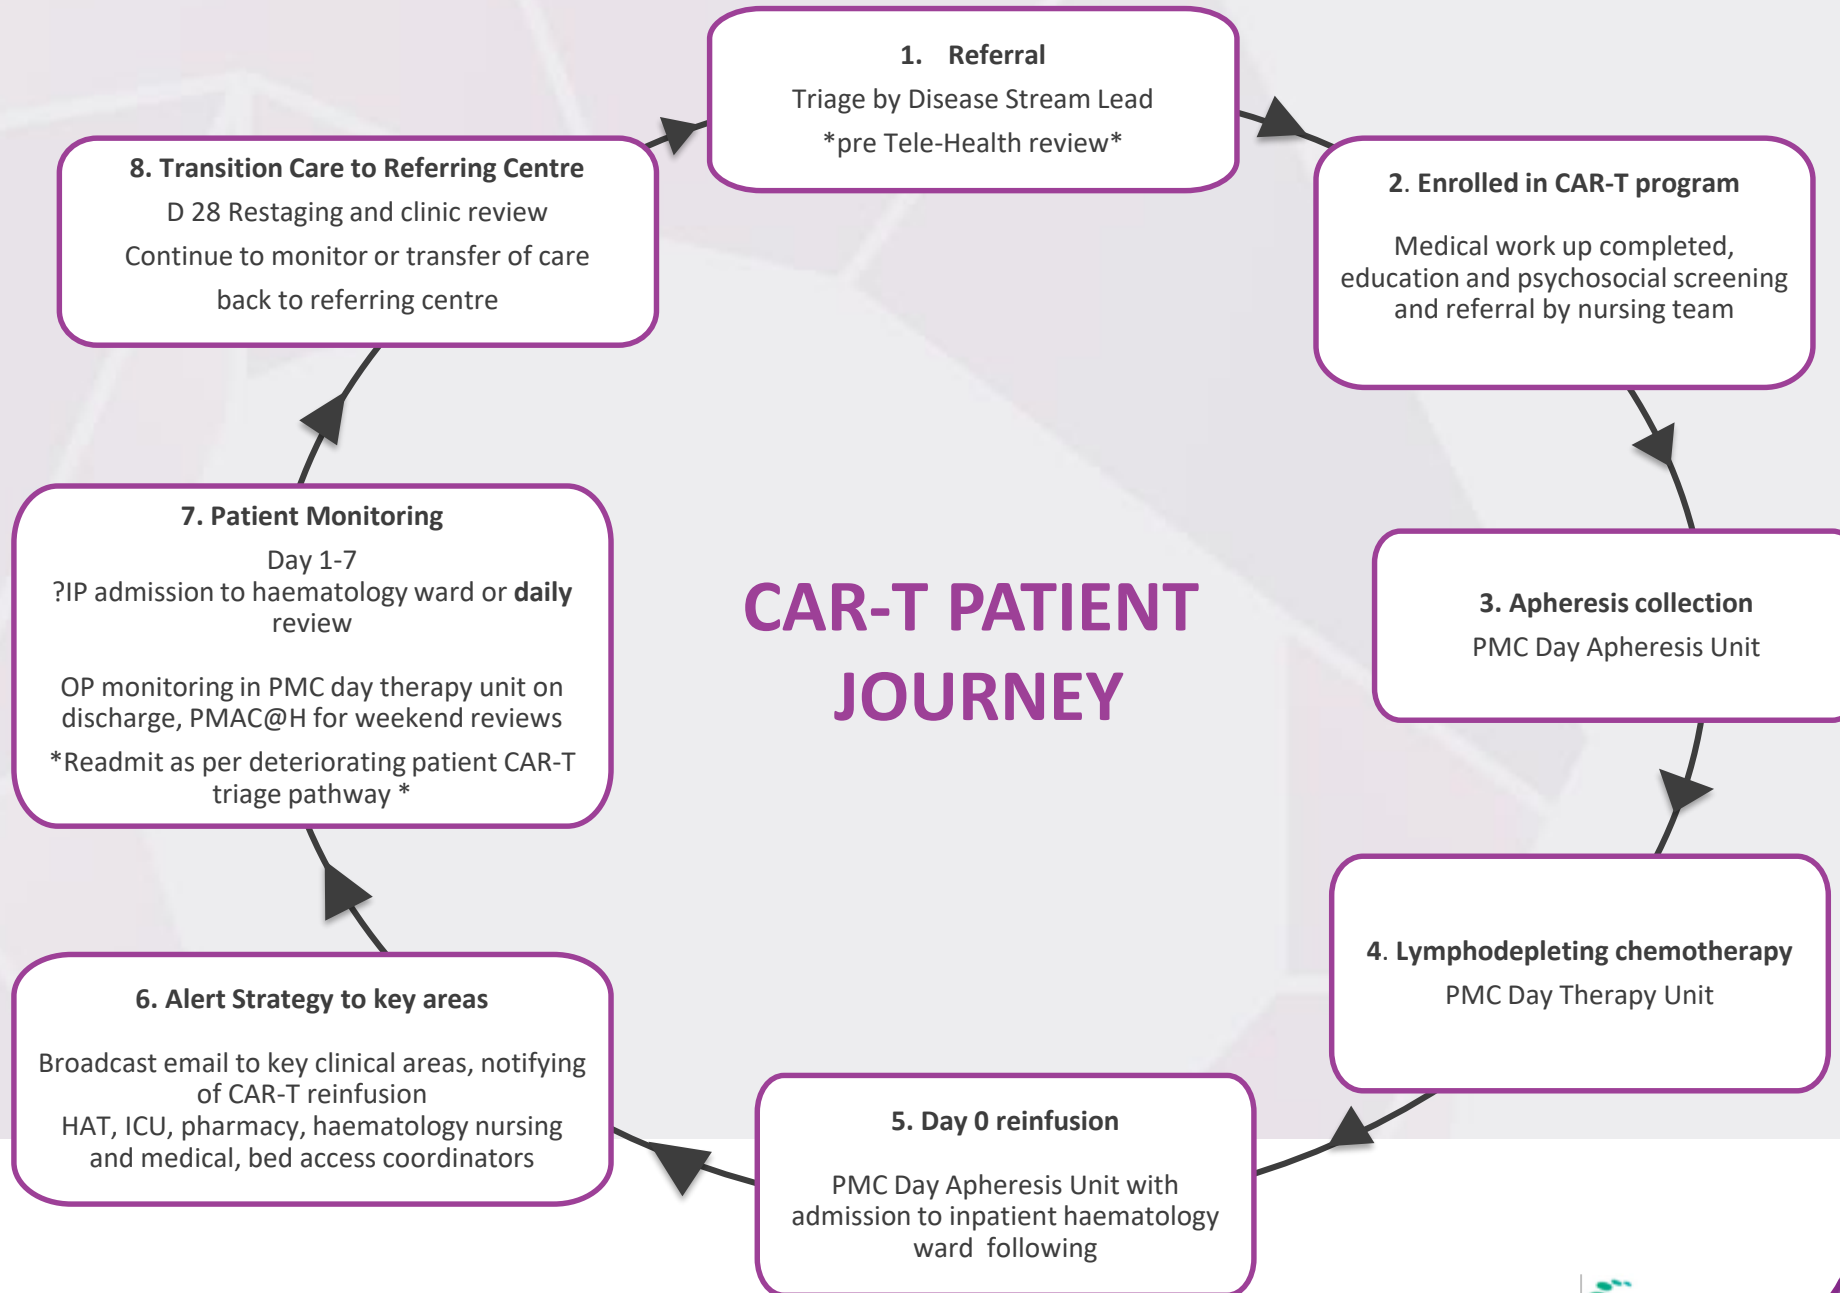 1. Referral
Triage by Disease Stream Lead
*pre Tele-Health review*
2. Enrolled in CAR-T program
Medical work up completed,
education and psychosocial screening
and referral by nursing team
3. Apheresis collection
PMC Day Apheresis Unit
4. Lymphodepleting chemotherapy
PMC Day Therapy Unit
5. Day 0 reinfusion
PMC Day Apheresis Unit with
admission to inpatient haematology
ward following
6. Alert Strategy to key areas
Broadcast email to key clinical areas, notifying
of CAR-T reinfusion
HAT, ICU, pharmacy, haematology nursing
and medical, bed access coordinators
7. Patient Monitoring
Day 1-7
?IP admission to haematology ward or daily
review
OP monitoring in PMC day therapy unit on
discharge, PMAC@H for weekend reviews
*Readmit as per deteriorating patient CAR-T
triage pathway *
8. Transition Care to Referring Centre
D 28 Restaging and clinic review
Continue to monitor or transfer of care
back to referring centre
CAR-T PATIENT
JOURNEY